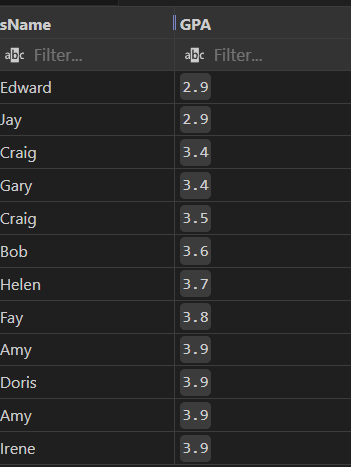 sName GPA
abc Filter... abc Filter...
Edward 2.9
Jay 2.9
Craig 3.4
Gary 3.4
Craig 3.5
Bob 3.6
Helen 3.7
Fay 3.8
Amy 3.9
Doris 3.9
Amy 3.9
Irene 3.9